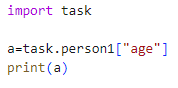 import task
a=task.person1["age"]
print(a)